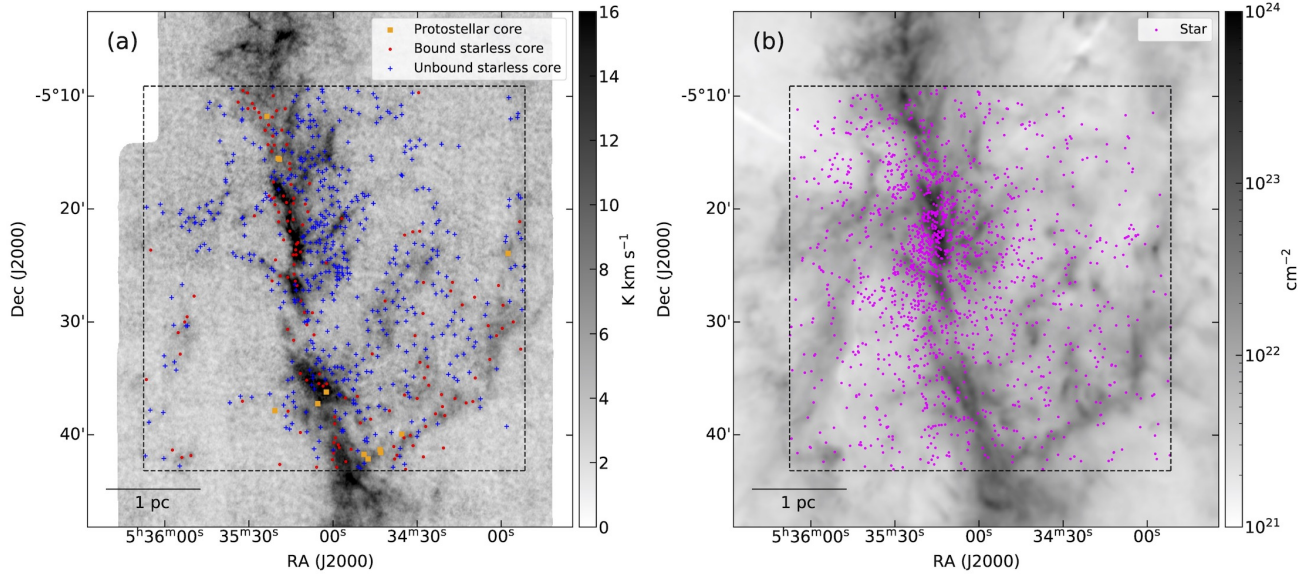 (a)
Protostellar core
Bound starless core
Unbound starless core
-5°10'
20'
30'
40'
Dec (J2000)
1 pc
5ʰ36ᵐ00ˢ
35ᵐ30ˢ
00ˢ
34ᵐ30ˢ
00ˢ
RA (J2000)
16
14
12
10
8
6
4
2
0
K km s⁻¹
(b)
Star
-5°10'
20'
30'
40'
Dec (J2000)
1 pc
5ʰ36ᵐ00ˢ
35ᵐ30ˢ
00ˢ
34ᵐ30ˢ
00ˢ
RA (J2000)
10²⁴
10²³
10²²
10²¹
cm⁻²